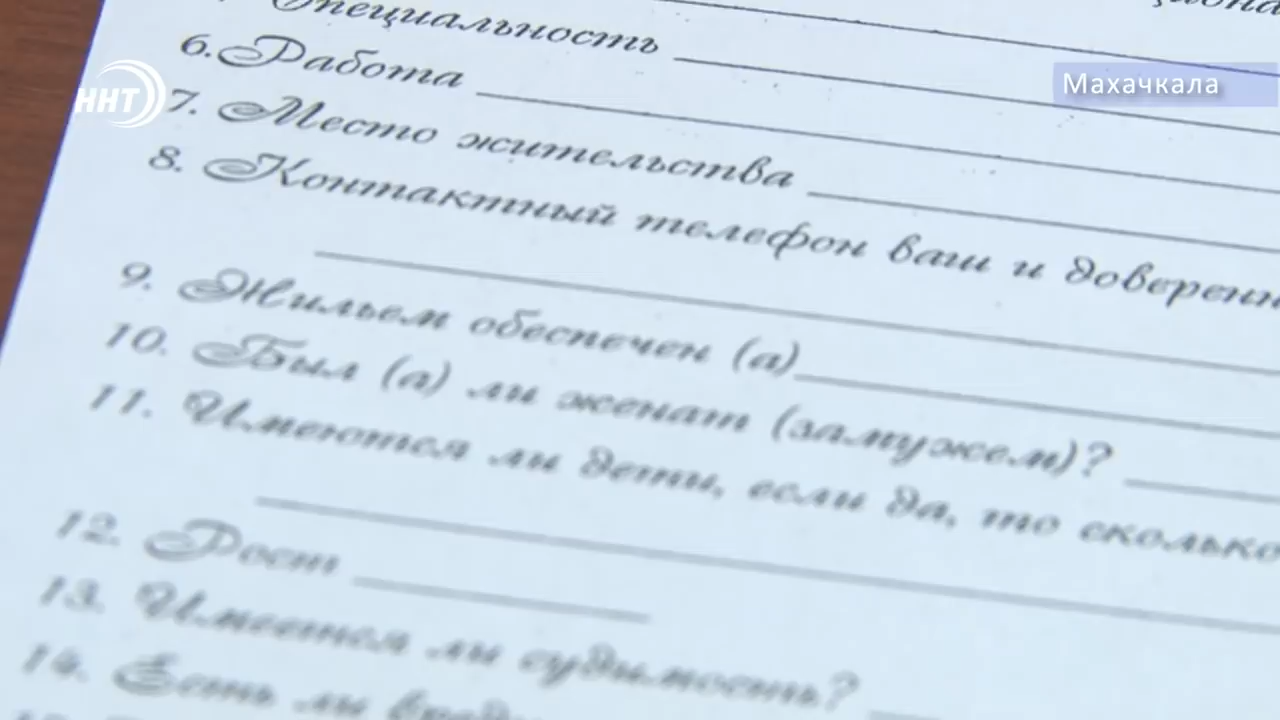 Специальность
6. Работа
ННТ
Махачкала
7. Место жительства
8. Контактный телефон ваш и доверенн
9. Жильем обеспечен (а)
10. Был (а) ли женат (замужем)?
11. Имеются ли дети, если да, то сколько
12. Рост
13. Имеется ли судимость?
14. Есть ли